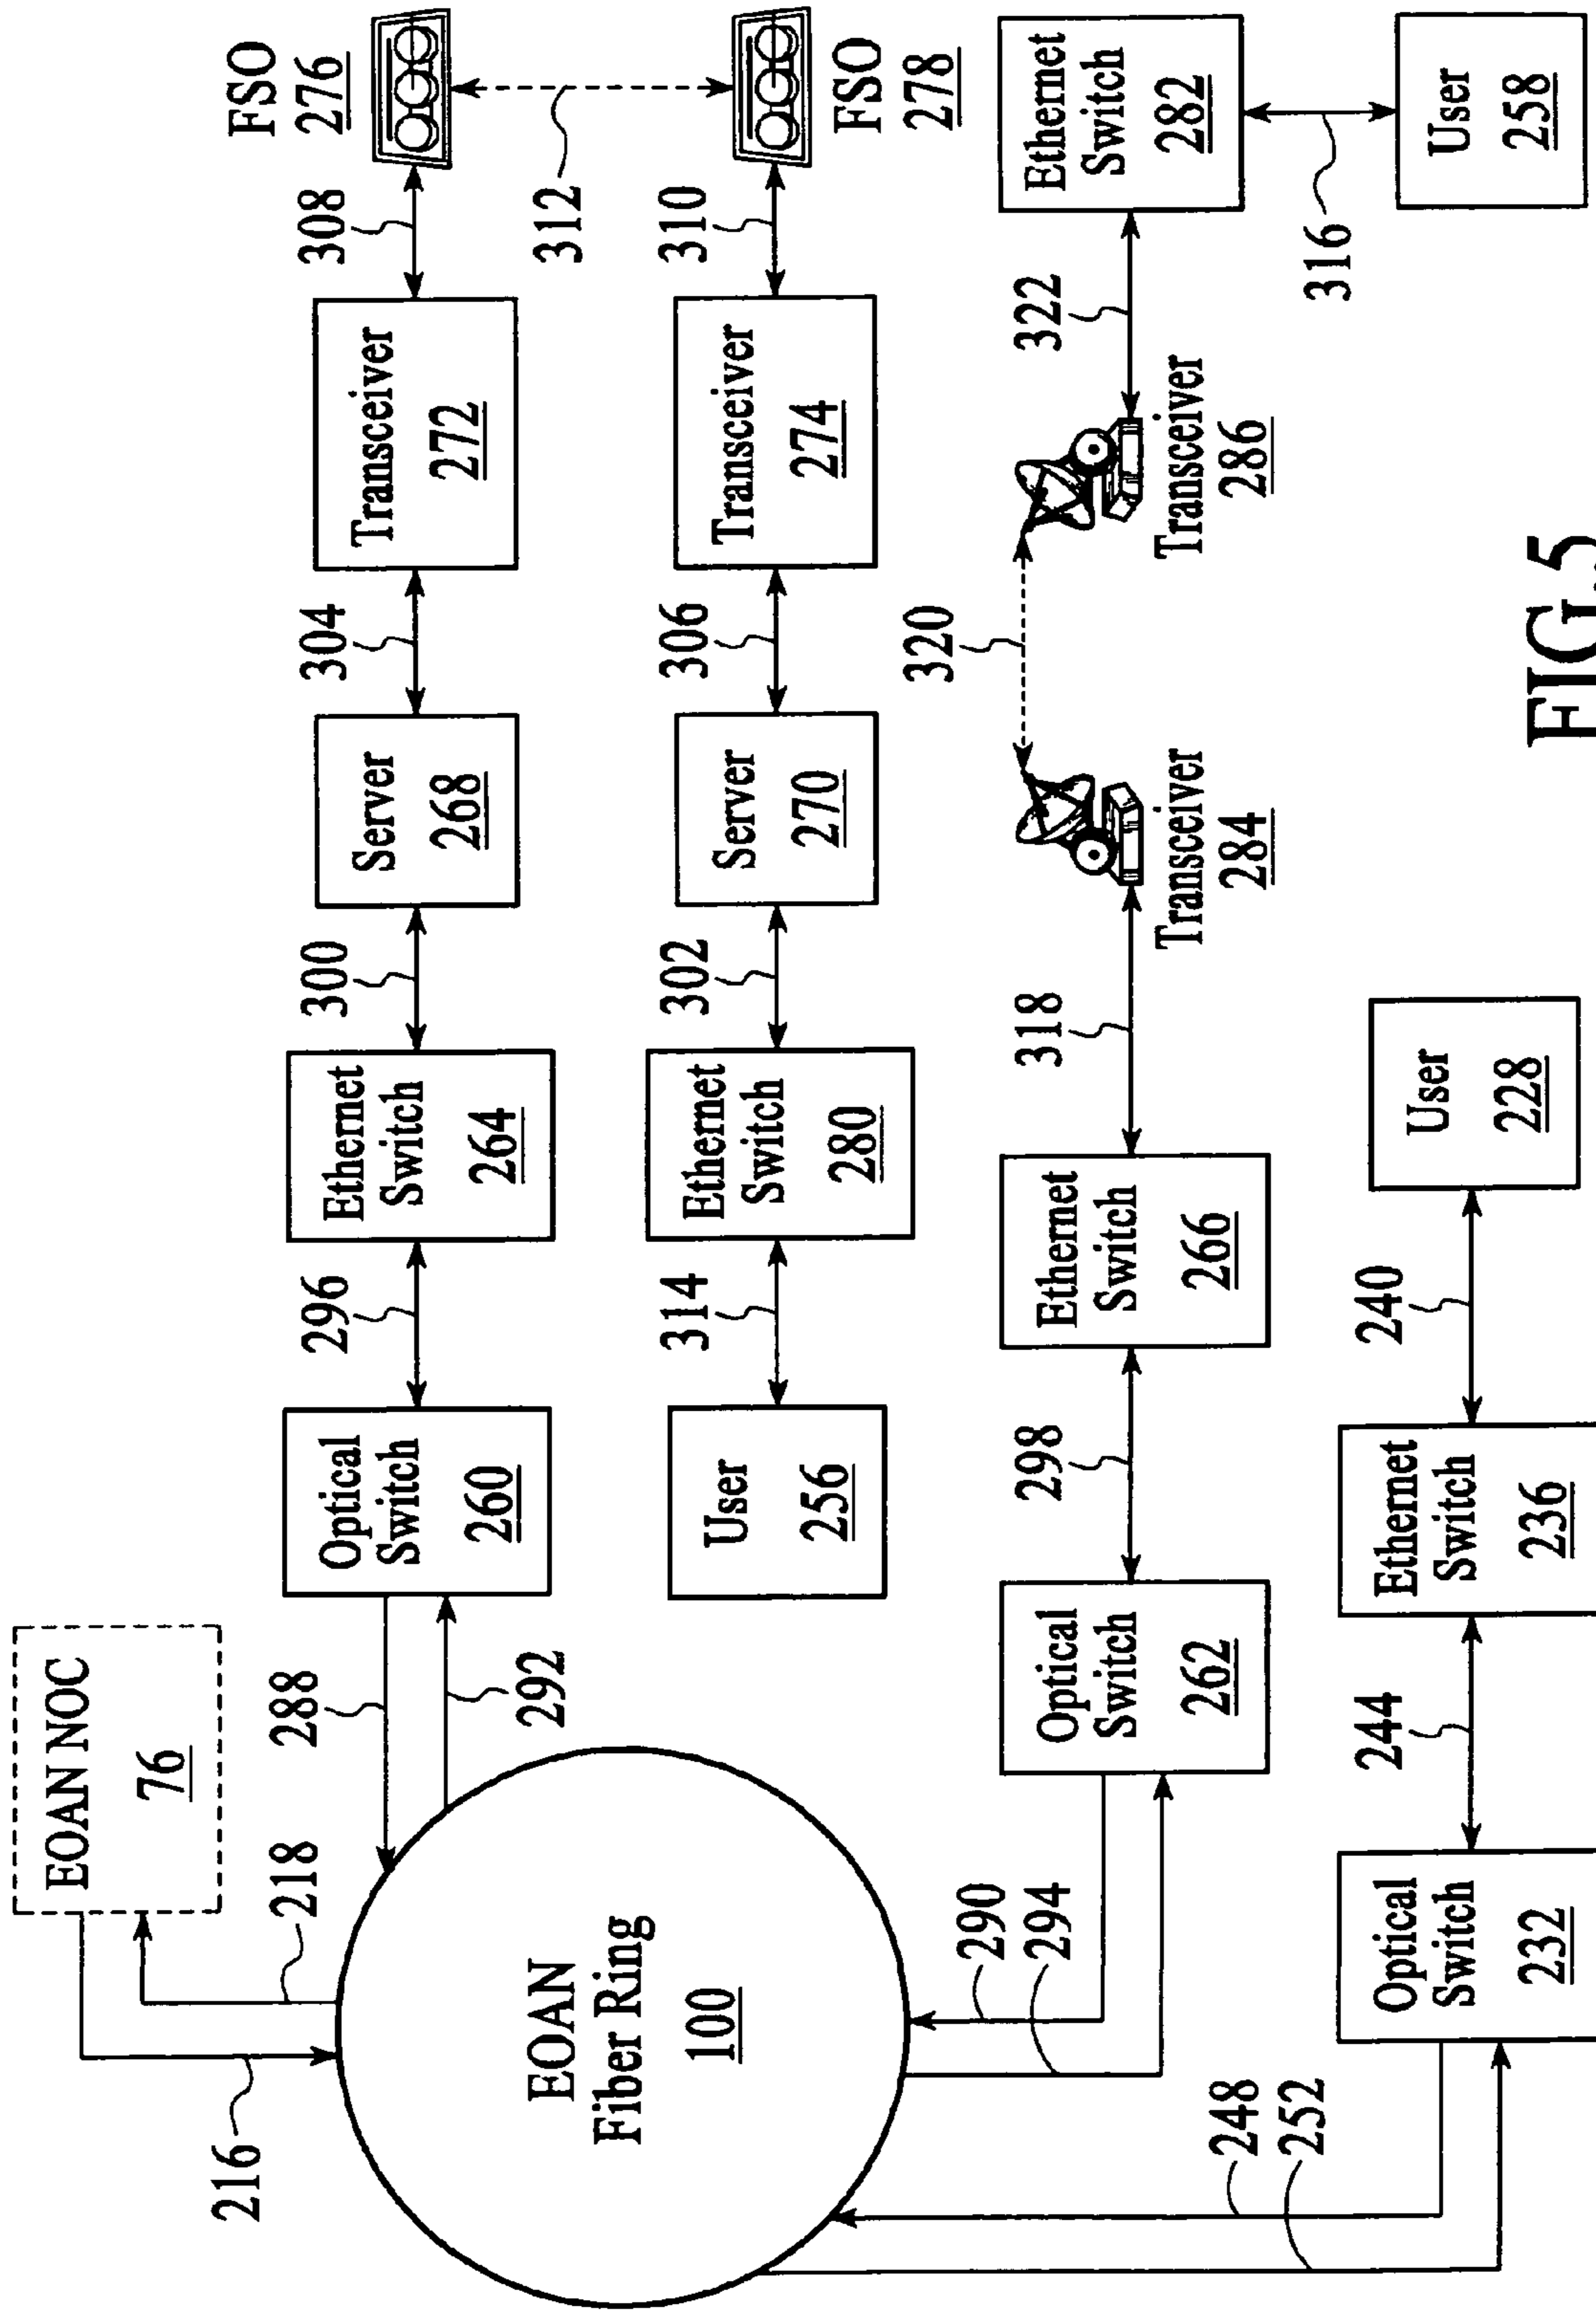 EOAN NOC
76
216
218
EOAN
Fiber Ring
100
288
292
Optical
Switch
260
296
Ethernet
Switch
264
300
Server
268
304
Transceiver
272
308
FSO
276
312
User
256
314
Ethernet
Switch
280
302
Server
270
306
Transceiver
274
310
FSO
278
290
294
Optical
Switch
262
298
Ethernet
Switch
266
318
Transceiver
284
320
Transceiver
286
322
Ethernet
Switch
282
316
User
258
248
252
Optical
Switch
232
244
Ethernet
Switch
236
240
User
228
FIG.5